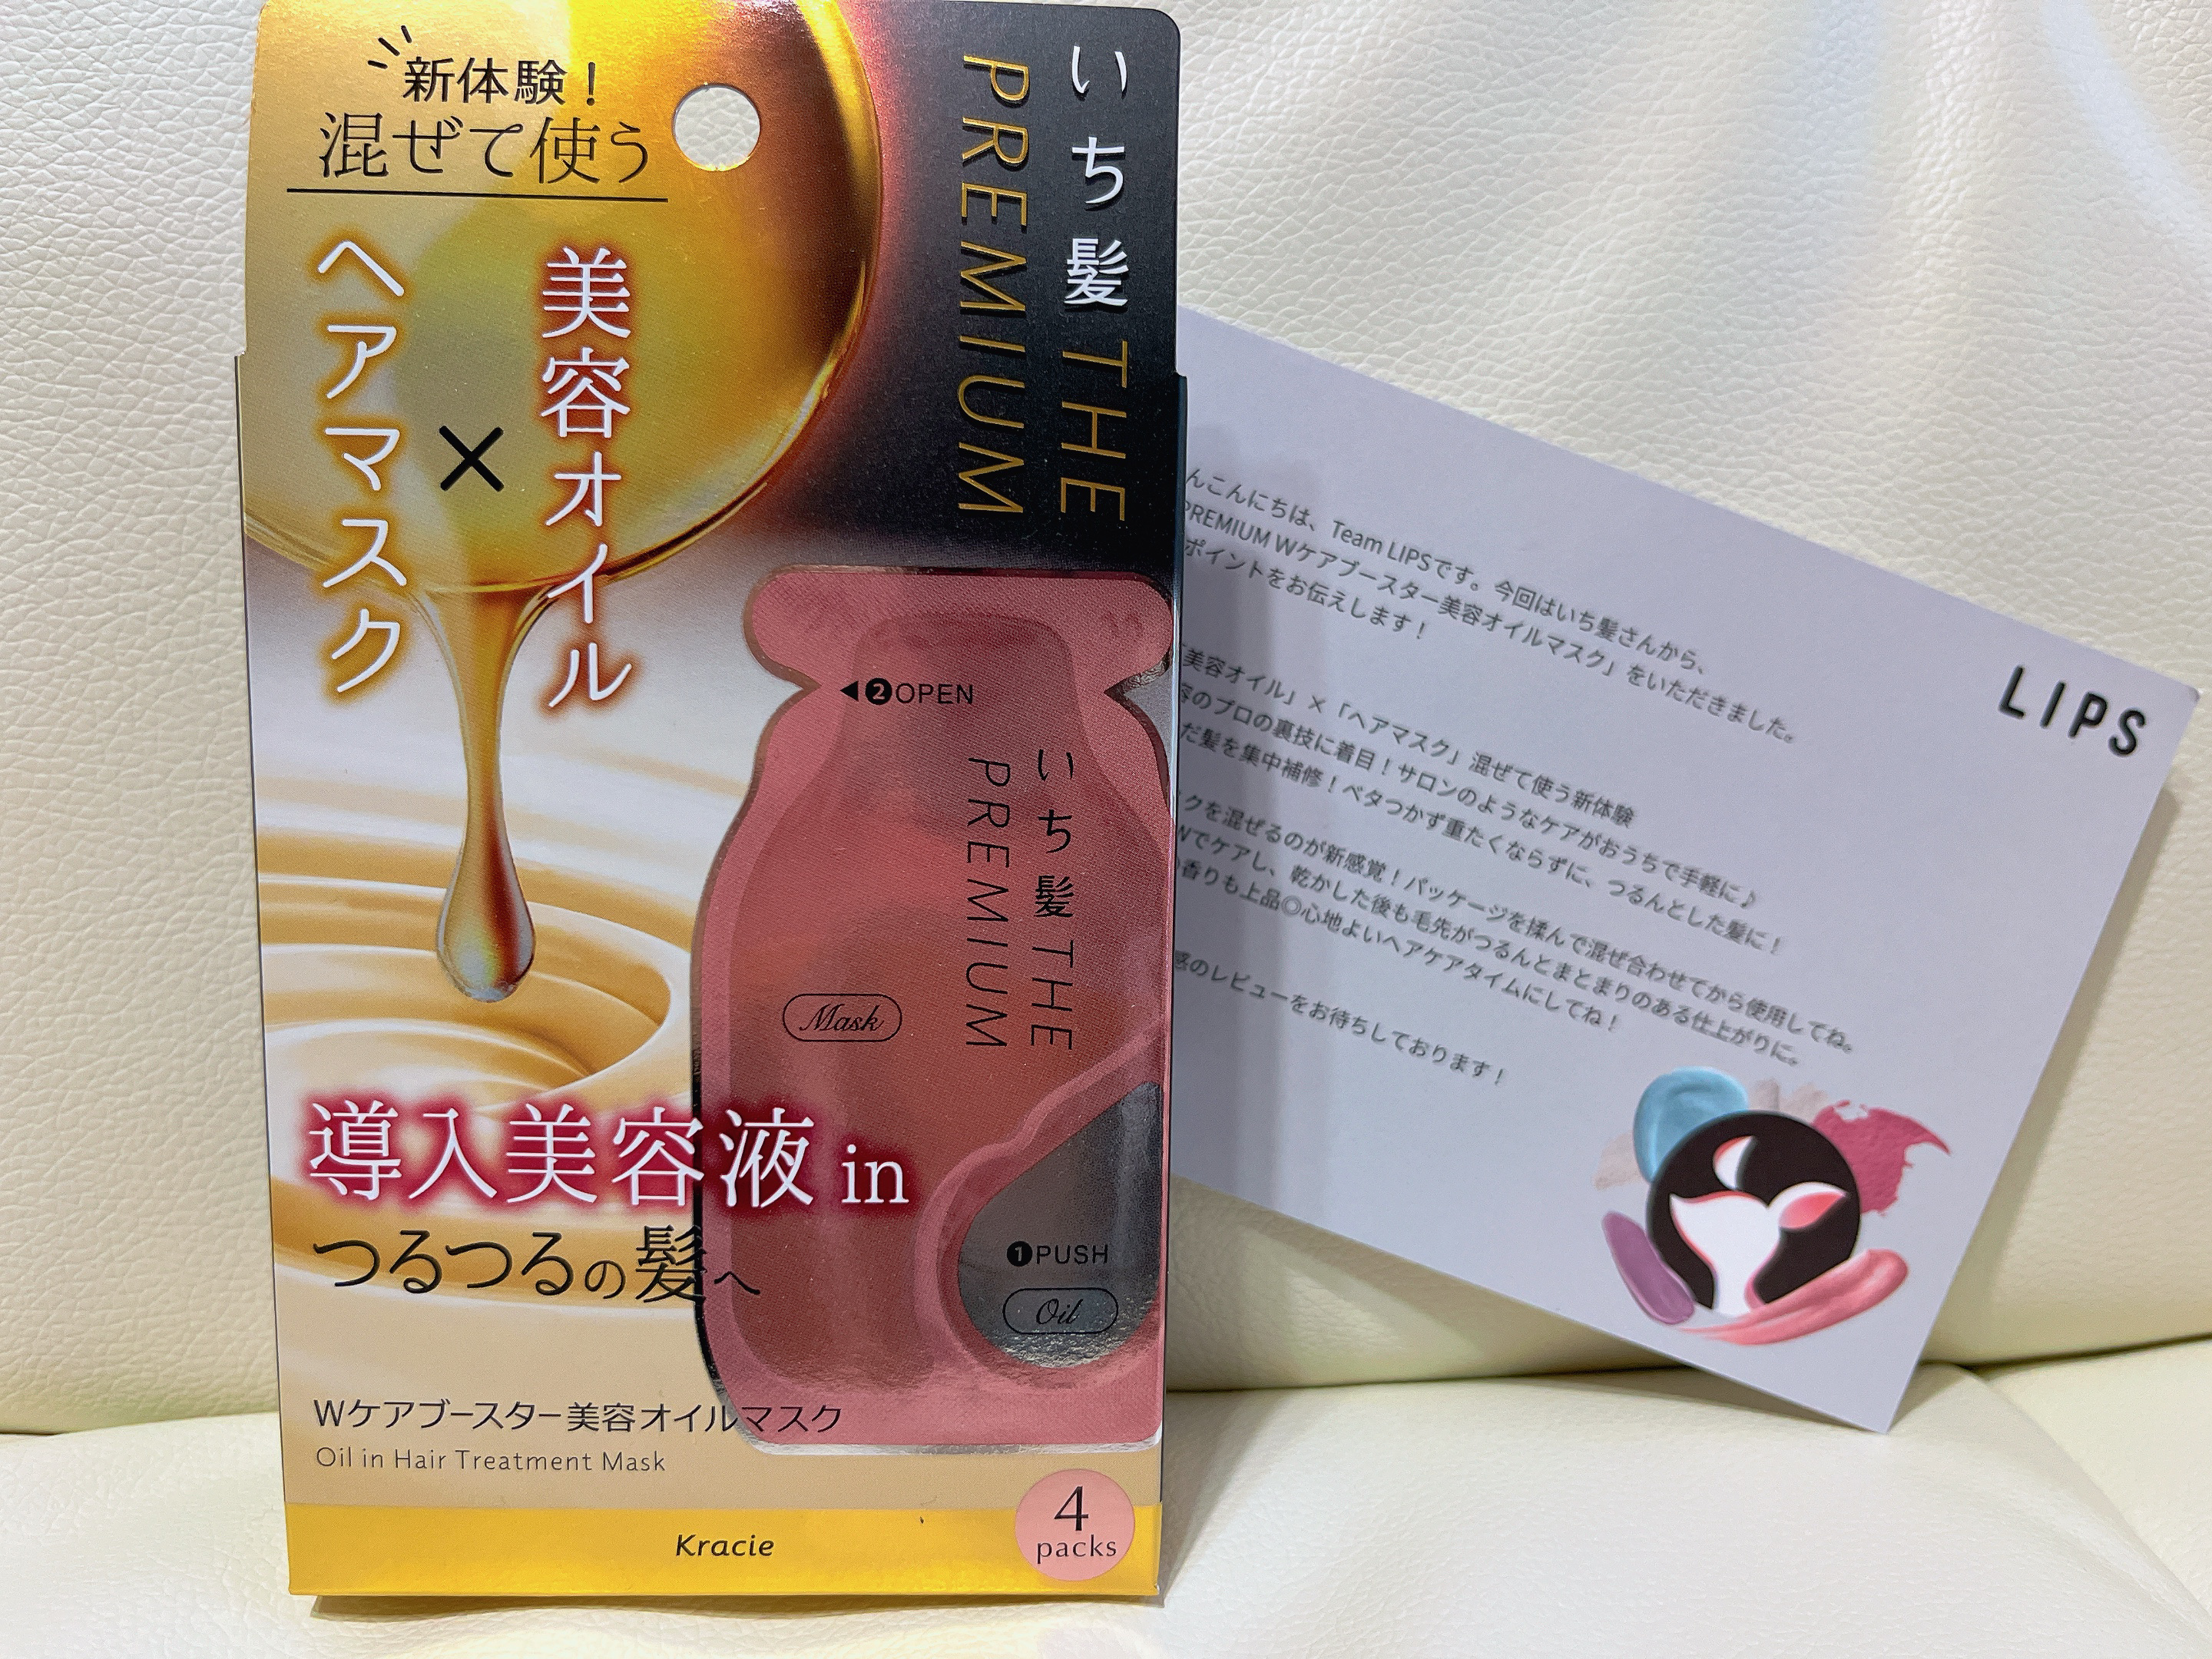 新体験！
混ぜて使う
美容オイル
×
ヘアマスク
いち髪 THE
PREMIUM
◀❷OPEN
いち髪 THE
PREMIUM
Mask
❶PUSH
Oil
導入美容液 in
つるつるの髪へ
Wケアブースター美容オイルマスク
Oil in Hair Treatment Mask
Kracie
4
packs
LIPS
んこんにちは、Team LIPSです。今回はいち髪さんから、
PREMIUM Wケアブースター美容オイルマスク」をいただきました。
ポイントをお伝えします！
美容オイル」×「ヘアマスク」混ぜて使う新体験
容のプロの裏技に着目！サロンのようなケアがおうちで手軽に♪
だ髪を集中補修！ベタつかず重たくならずに、つるんとした髪に！
クを混ぜるのが新感覚！パッケージを揉んで混ぜ合わせてから使用してね。
Wでケアし、乾かした後も毛先がつるんとまとまりのある仕上がりに。
香りも上品◎心地よいヘアケアタイムにしてね！
感のレビューをお待ちしております！